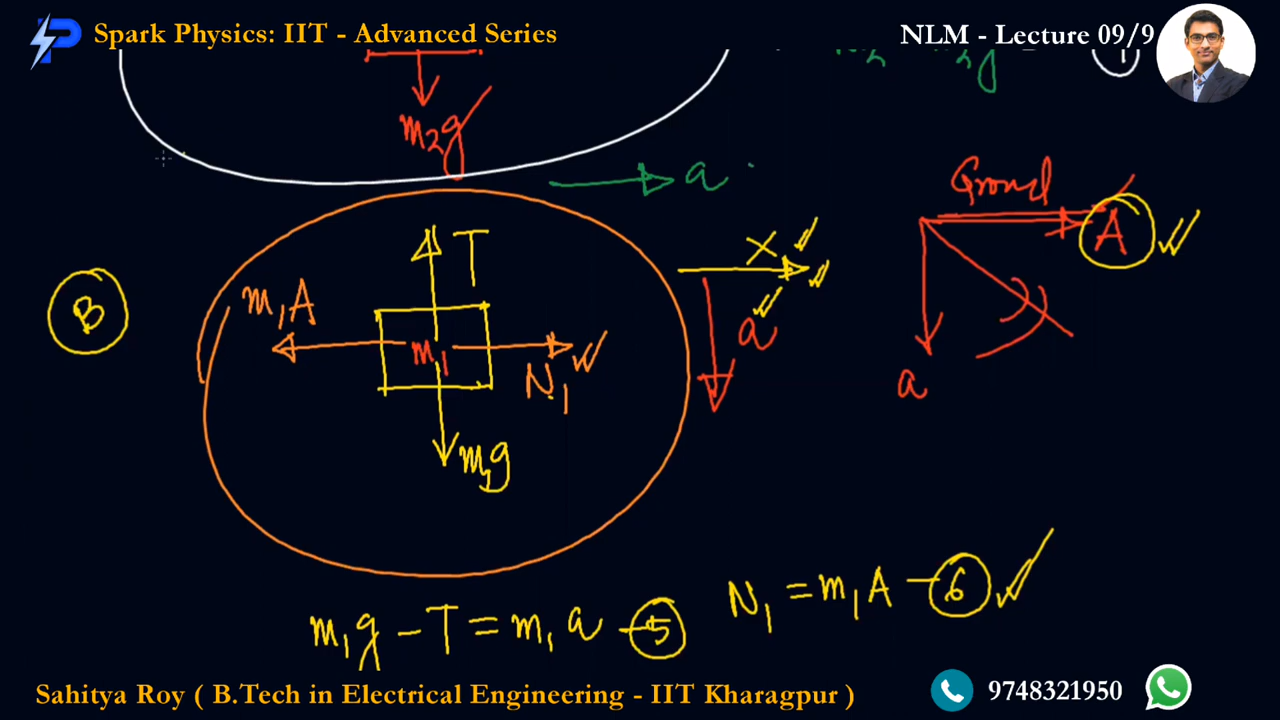 Spark Physics: IIT - Advanced Series
NLM - Lecture 09/9
m₂g
a
Ground
A
T
X
B
m₁A
m₁
N₁
a
a
m₁g
N₁ = m₁A - 6
m₁g - T = m₁a - 5
Sahitya Roy ( B.Tech in Electrical Engineering - IIT Kharagpur )
9748321950